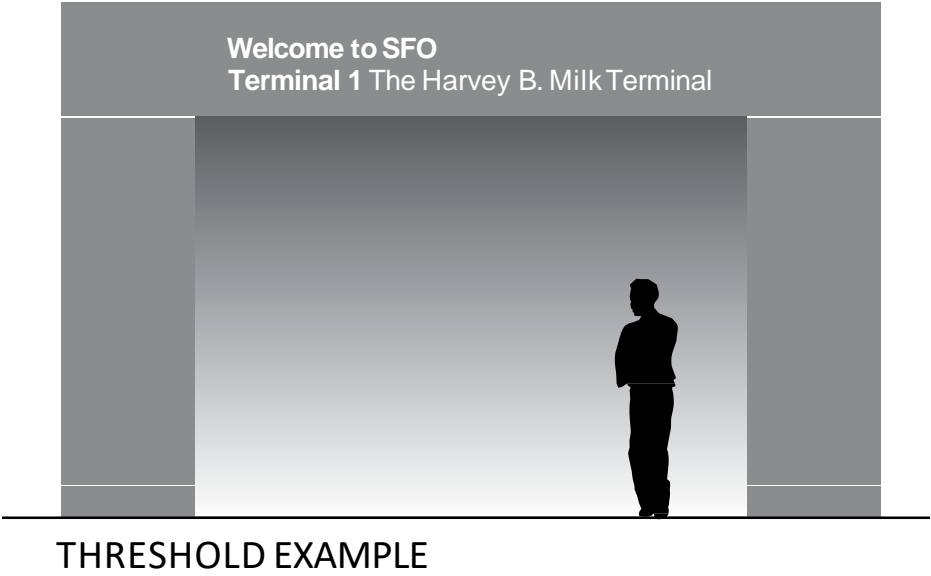 Welcome to SFO
Terminal 1 The Harvey B. Milk Terminal
THRESHOLD EXAMPLE